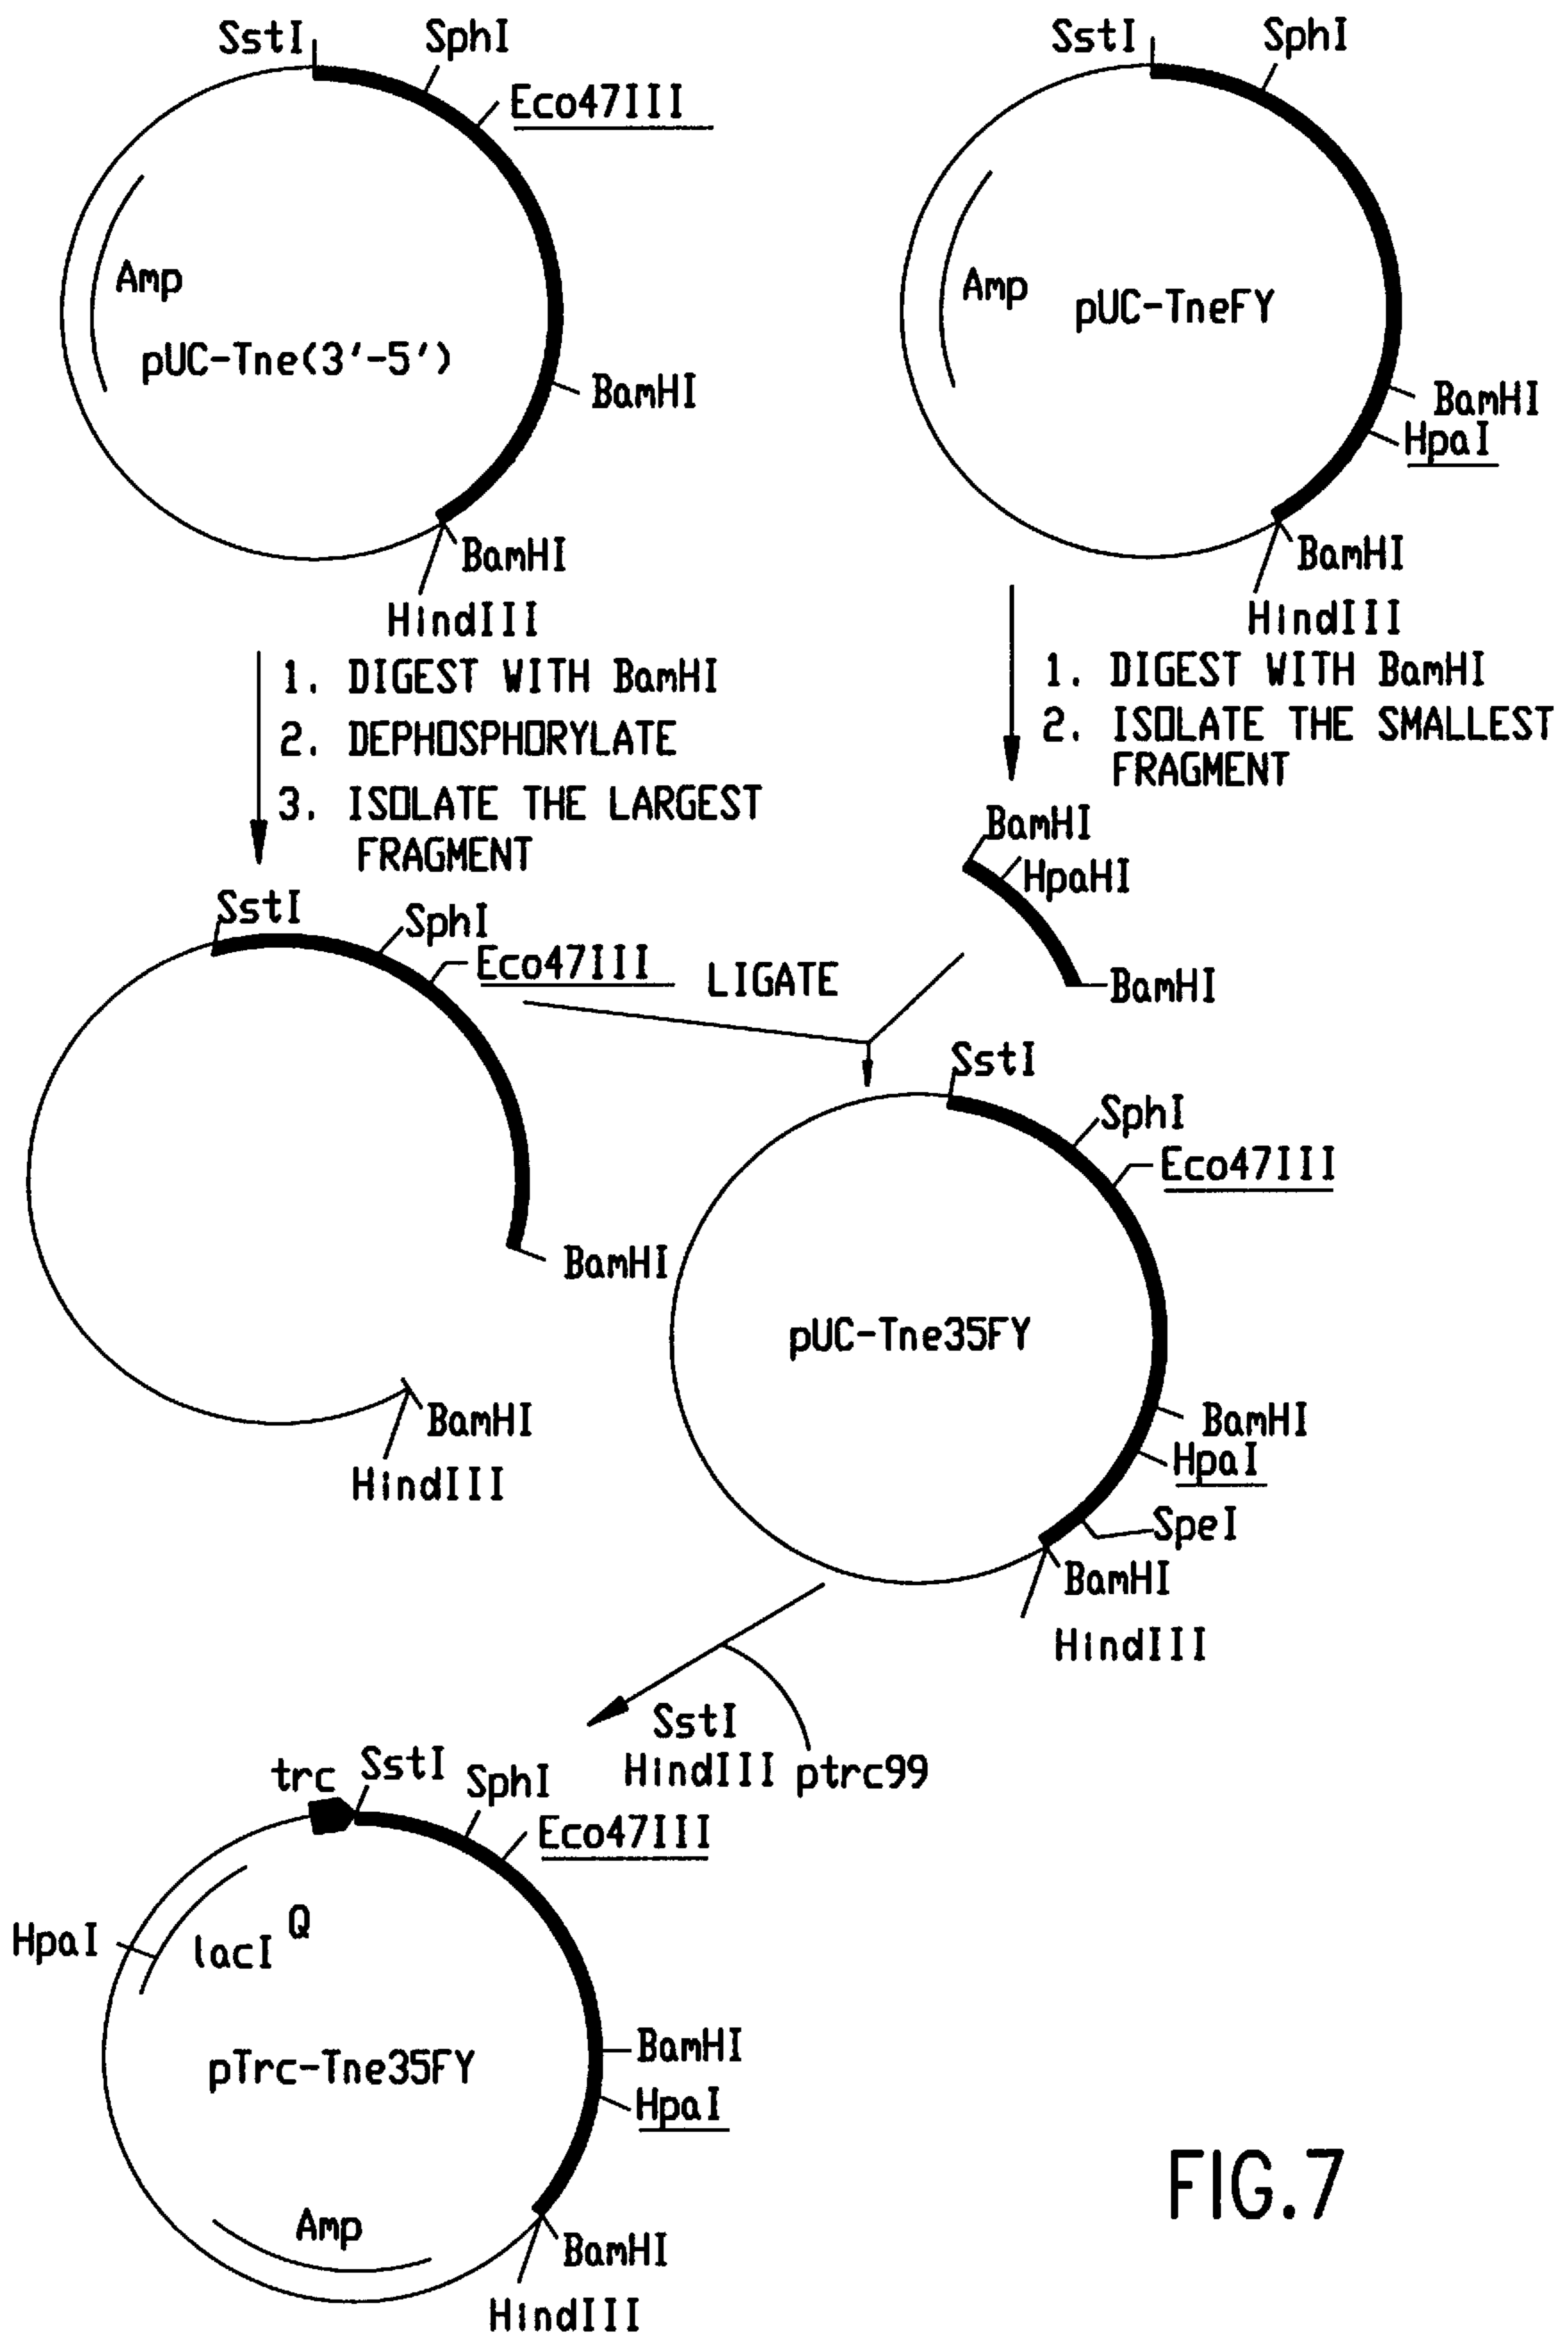 SstI
SphI
Eco47III
Amp
pUC-Tne(3'-5')
BamHI
BamHI
HindIII
SstI
SphI
Amp
pUC-TneFY
BamHI
HpaI
BamHI
HindIII
1. DIGEST WITH BamHI
2. DEPHOSPHORYLATE
3. ISOLATE THE LARGEST
FRAGMENT
1. DIGEST WITH BamHI
2. ISOLATE THE SMALLEST
FRAGMENT
BamHI
HpaHI
BamHI
SstI
SphI
Eco47III
LIGATE
BamHI
BamHI
HindIII
SstI
SphI
Eco47III
pUC-Tne35FY
BamHI
HpaI
SpeI
BamHI
HindIII
SstI
HindIII
ptrc99
trc
SstI
SphI
Eco47III
HpaI
lacI Q
pTrc-Tne35FY
BamHI
HpaI
Amp
BamHI
HindIII
FIG.7